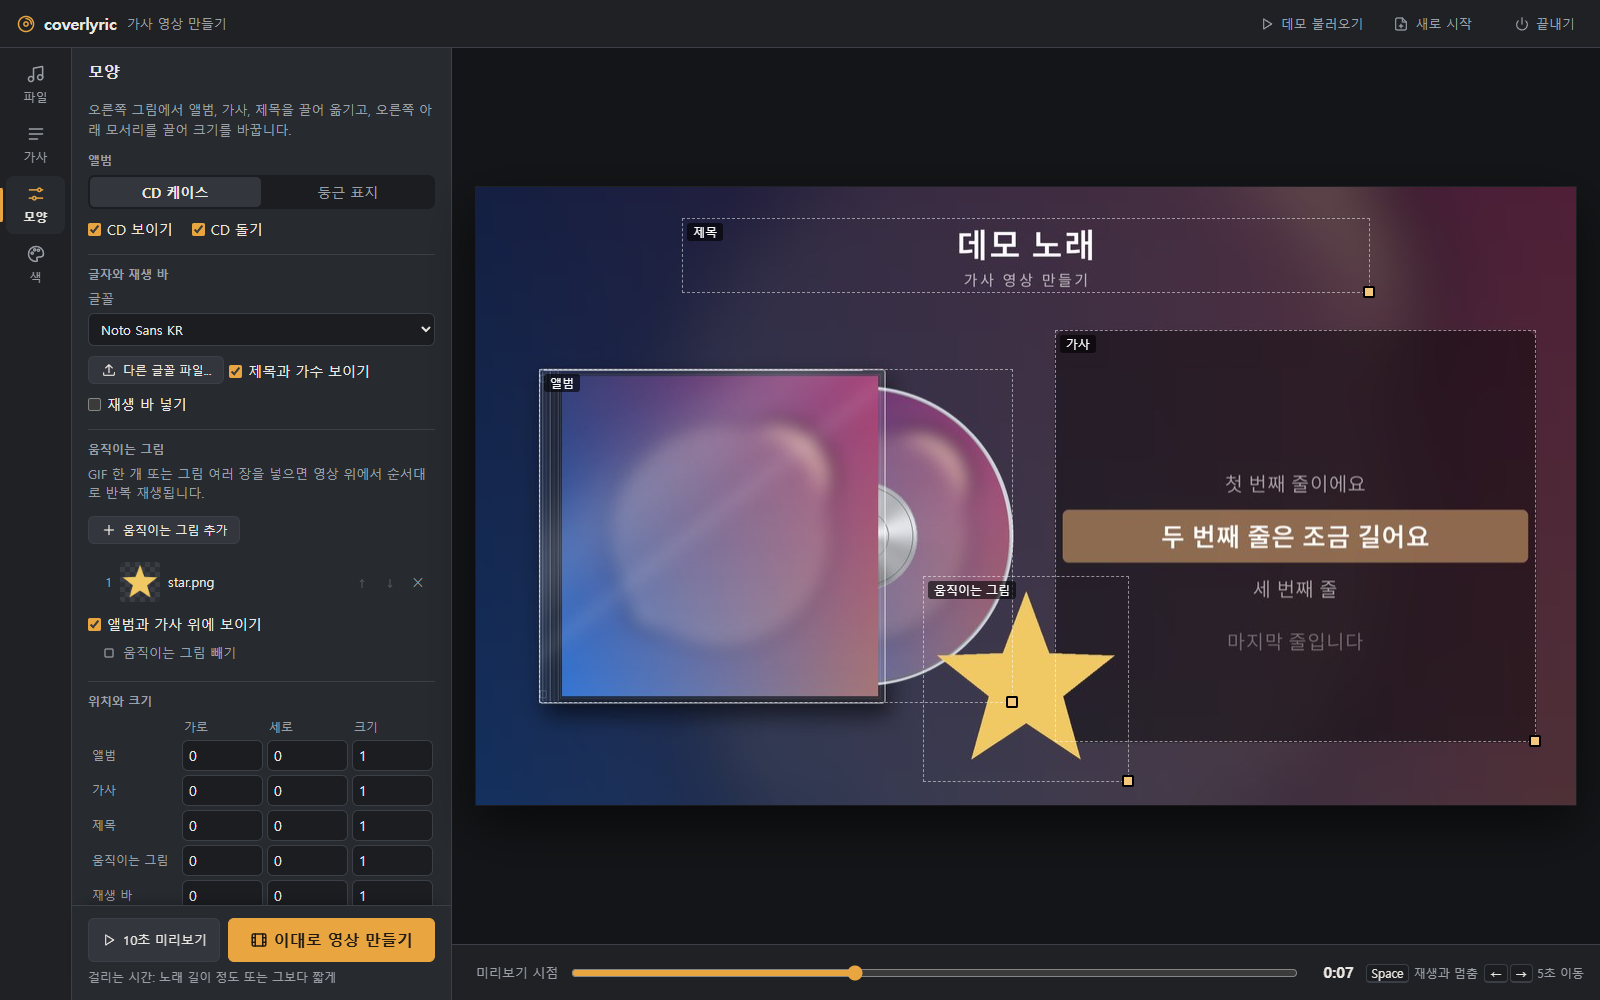 coverlyric 가사 영상 만들기
데모 불러오기
새로 시작
끝내기
파일
가사
모양
색
모양
오른쪽 그림에서 앨범, 가사, 제목을 끌어 옮기고, 오른쪽 아
래 모서리를 끌어 크기를 바꿉니다.
앨범
CD 케이스
둥근 표지
CD 보이기
CD 돌기
글자와 재생 바
글꼴
Noto Sans KR
다른 글꼴 파일...
제목과 가수 보이기
재생 바 넣기
움직이는 그림
GIF 한 개 또는 그림 여러 장을 넣으면 영상 위에서 순서대
로 반복 재생됩니다.
움직이는 그림 추가
1 star.png ↑ ↓
앨범과 가사 위에 보이기
움직이는 그림 빼기
위치와 크기
가로 세로 크기
앨범 0 0 1
가사 0 0 1
제목 0 0 1
움직이는 그림 0 0 1
재생 바 0 0 1
10초 미리보기
이대로 영상 만들기
걸리는 시간: 노래 길이 정도 또는 그보다 짧게
제목
데모 노래
가사 영상 만들기
앨범
가사
첫 번째 줄이에요
두 번째 줄은 조금 길어요
세 번째 줄
마지막 줄입니다
움직이는 그림
미리보기 시점
0:07
Space 재생과 멈춤 ← → 5초 이동